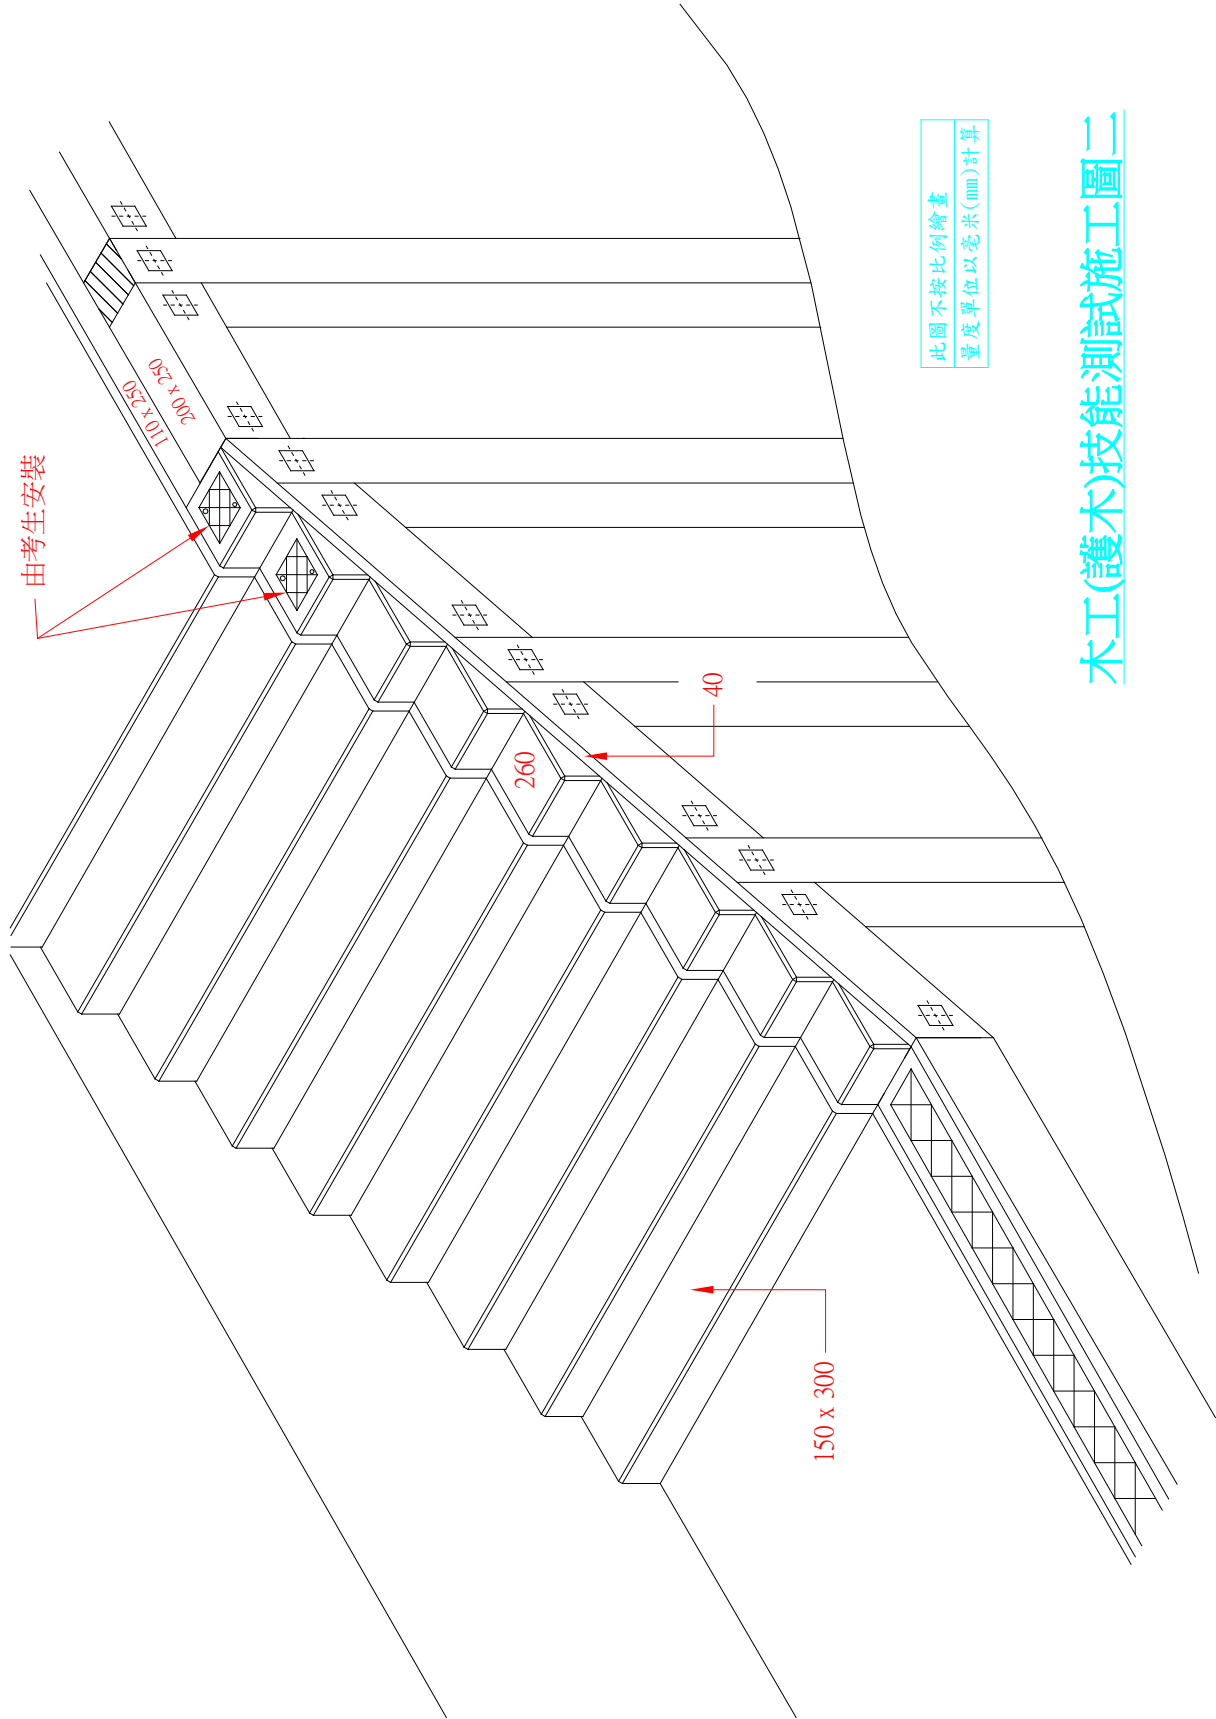 由考生安裝
110 x 250
200 x 250
260
40
150 x 300
此圖不按比例繪畫
量度單位以亳米(mm)計算
木工(護木)技能測試施工圖二